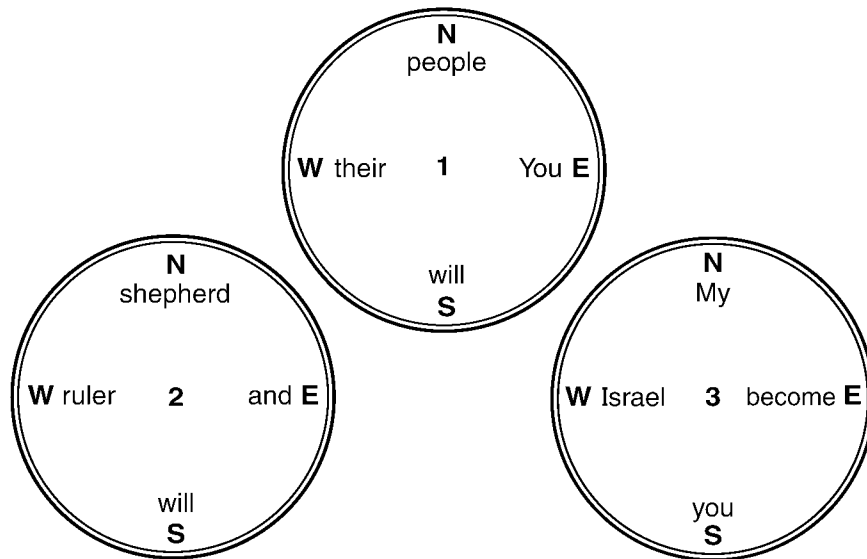 N
people
W their 1 You E
will
S
N
shepherd
W ruler 2 and E
will
S
N
My
W Israel 3 become E
you
S